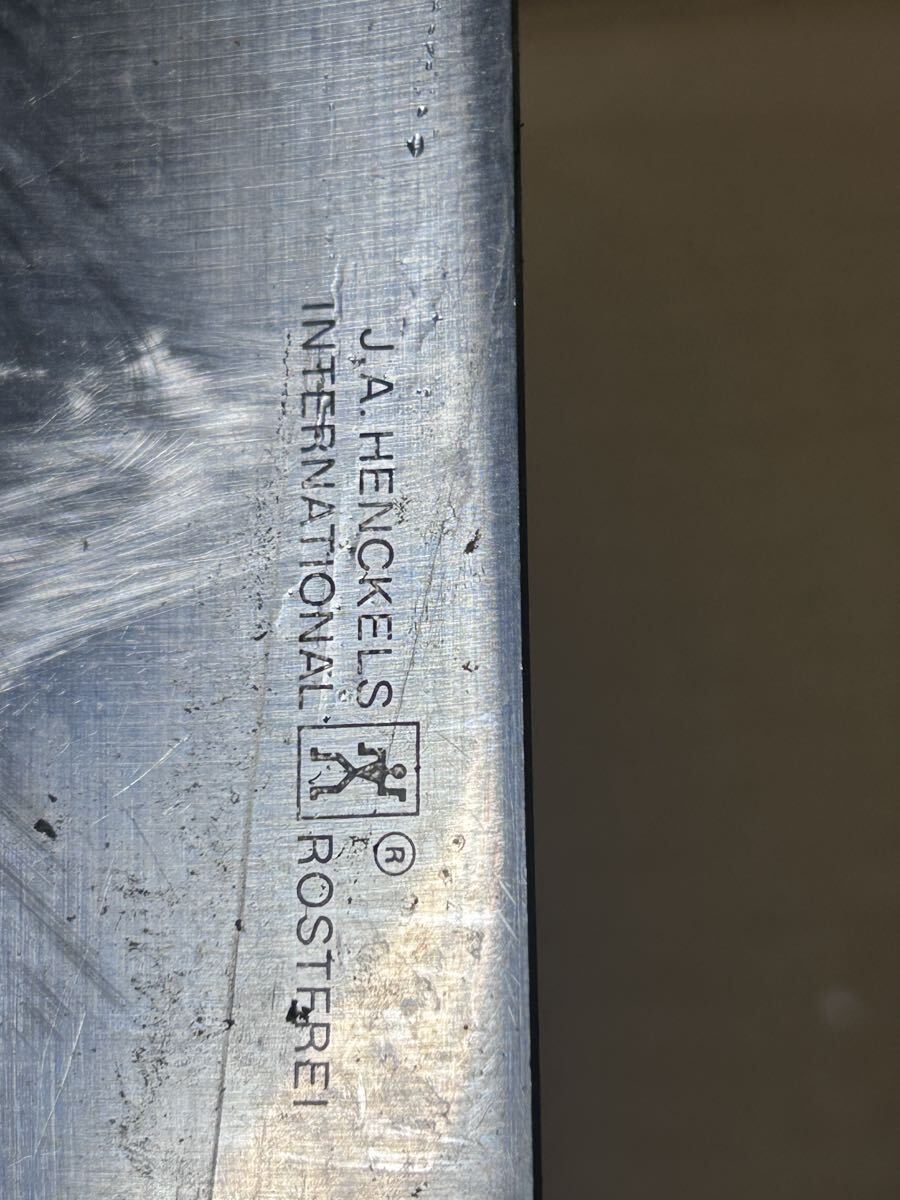 J.A. HENCKELS
INTERNATIONAL
®
ROSTFREI